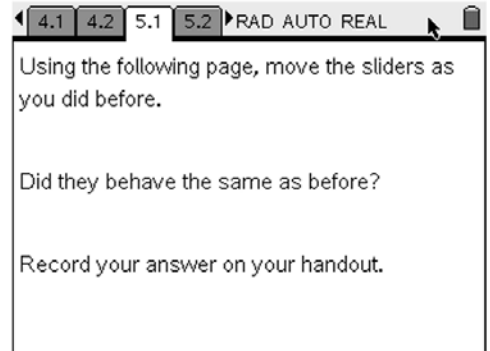 4.1 4.2 5.1 5.2 RAD AUTO REAL
Using the following page, move the sliders as
you did before.
Did they behave the same as before?
Record your answer on your handout.